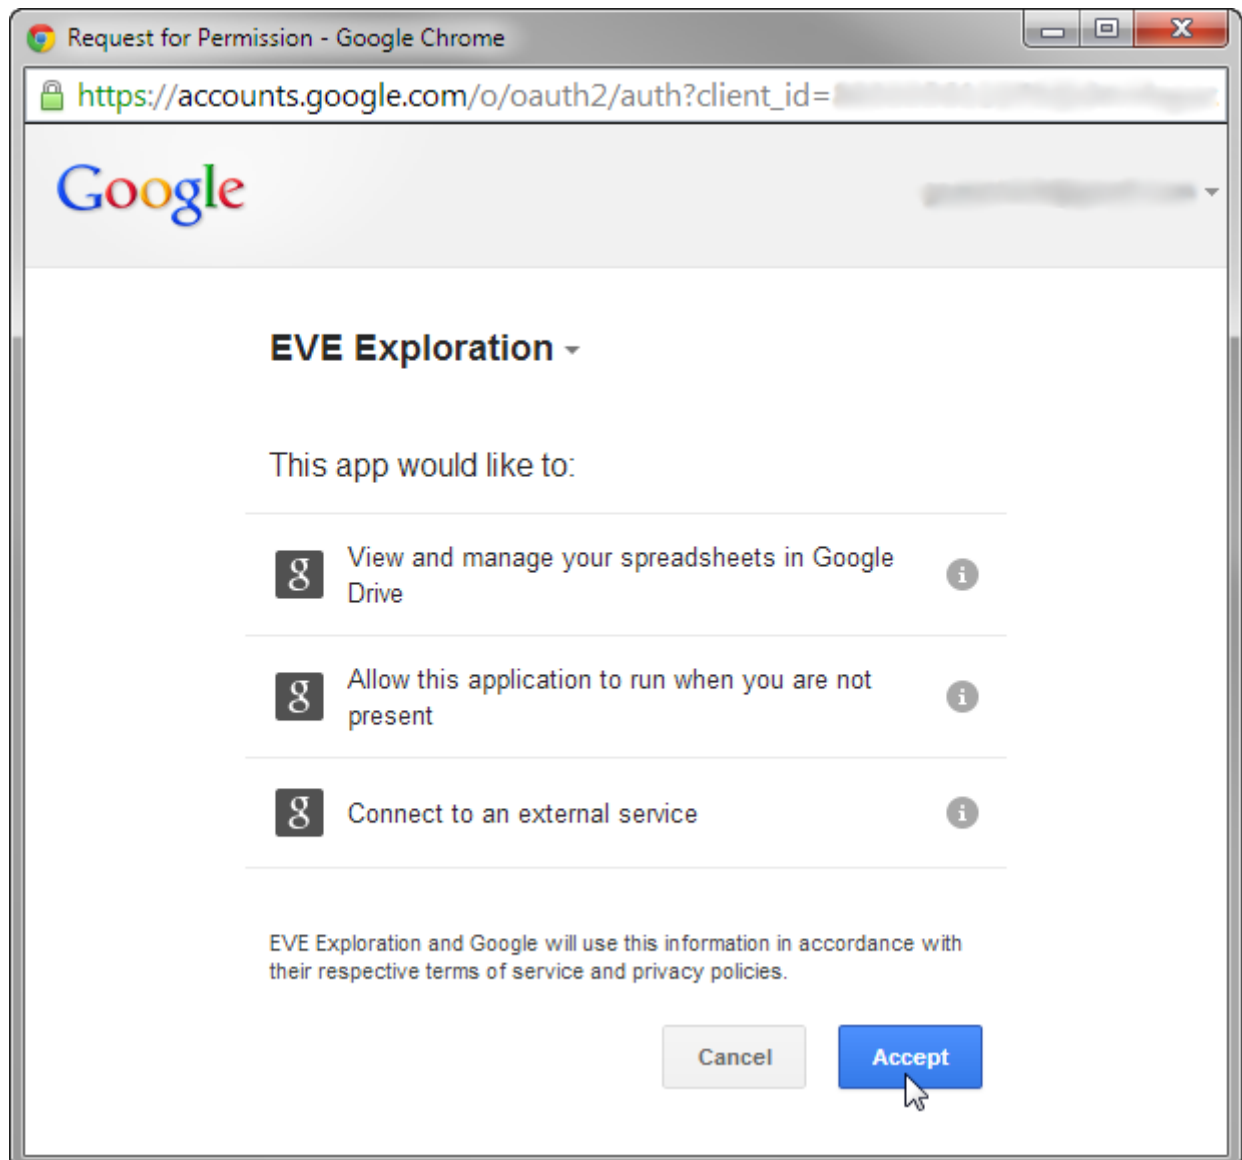 Request for Permission - Google Chrome
https://accounts.google.com/o/oauth2/auth?client_id=
Google
EVE Exploration
This app would like to:
g
View and manage your spreadsheets in Google
Drive
i
g
Allow this application to run when you are not
present
i
g
Connect to an external service
i
EVE Exploration and Google will use this information in accordance with
their respective terms of service and privacy policies.
Cancel
Accept